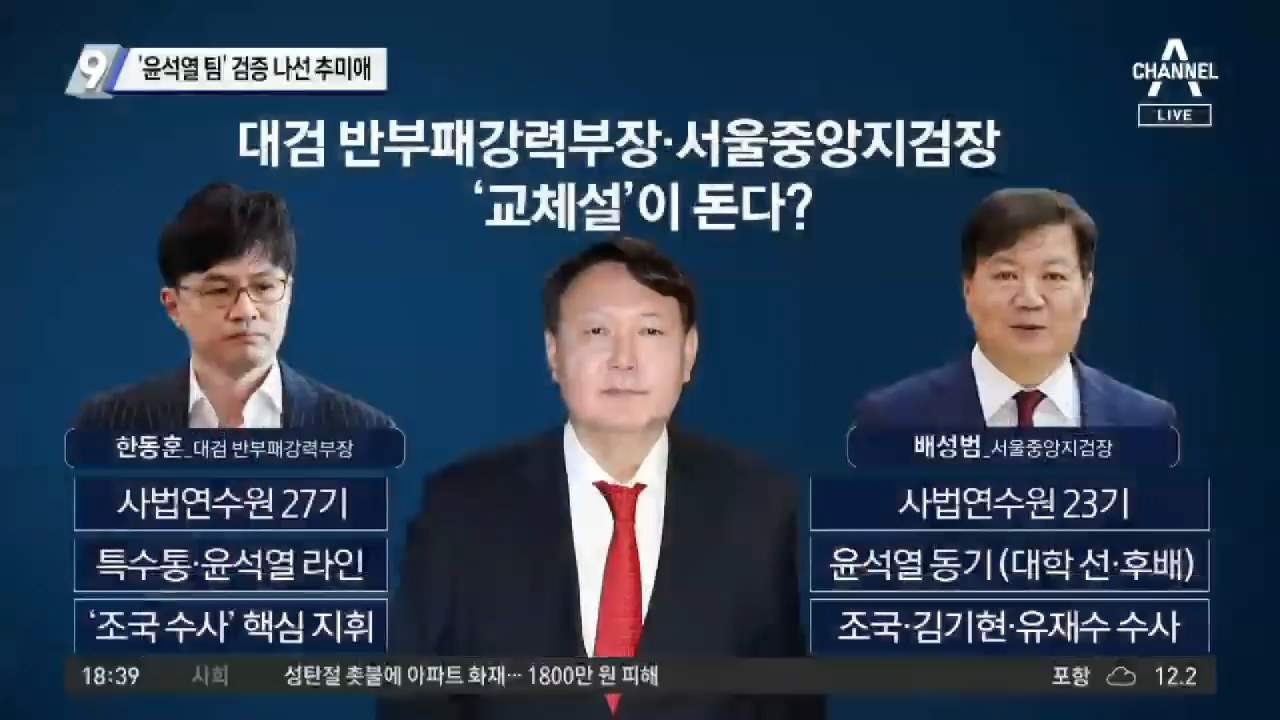 9
'윤석열 팀' 검증 나선 추미애
CHANNEL A
LIVE
대검 반부패강력부장·서울중앙지검장
'교체설'이 돈다?
한동훈_대검 반부패강력부장
사법연수원 27기
특수통·윤석열 라인
'조국 수사' 핵심 지휘
배성범_서울중앙지검장
사법연수원 23기
윤석열 동기 (대학 선·후배)
조국·김기현·유재수 수사
18:39 사회 성탄절 촛불에 아파트 화재… 1800만 원 피해 포항 12.2